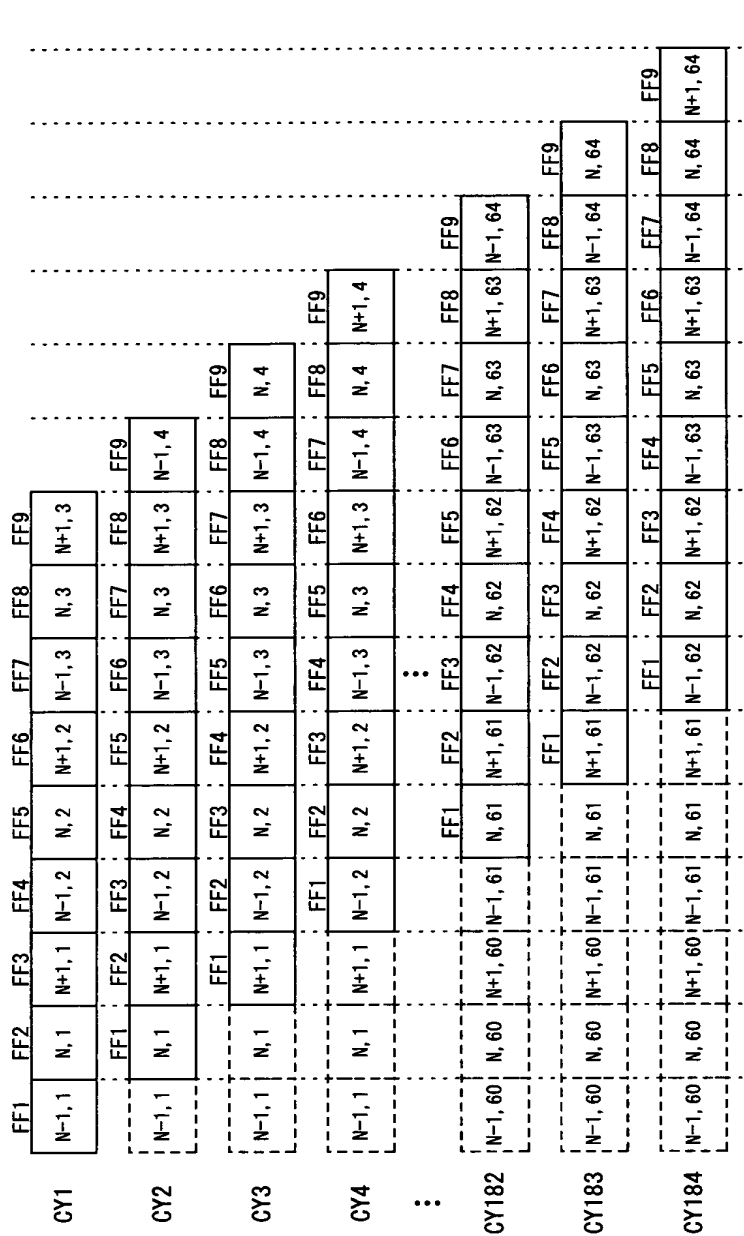 FF1 FF2 FF3 FF4 FF5 FF6 FF7 FF8 FF9
CY1 N−1, 1 N, 1 N+1, 1 N−1, 2 N, 2 N+1, 2 N−1, 3 N, 3 N+1, 3
FF1 FF2 FF3 FF4 FF5 FF6 FF7 FF8 FF9
CY2 N−1, 1 N, 1 N+1, 1 N−1, 2 N, 2 N+1, 2 N−1, 3 N, 3 N+1, 3 N−1, 4
FF1 FF2 FF3 FF4 FF5 FF6 FF7 FF8 FF9
CY3 N−1, 1 N, 1 N+1, 1 N−1, 2 N, 2 N+1, 2 N−1, 3 N, 3 N+1, 3 N−1, 4 N, 4
FF1 FF2 FF3 FF4 FF5 FF6 FF7 FF8 FF9
CY4 N−1, 1 N, 1 N+1, 1 N−1, 2 N, 2 N+1, 2 N−1, 3 N, 3 N+1, 3 N−1, 4 N, 4 N+1, 4
... ...
FF1 FF2 FF3 FF4 FF5 FF6 FF7 FF8 FF9
CY182 N−1, 60 N, 60 N+1, 60 N−1, 61 N, 61 N+1, 61 N−1, 62 N, 62 N+1, 62 N−1, 63 N, 63 N+1, 63 N−1, 64
FF1 FF2 FF3 FF4 FF5 FF6 FF7 FF8 FF9
CY183 N−1, 60 N, 60 N+1, 60 N−1, 61 N, 61 N+1, 61 N−1, 62 N, 62 N+1, 62 N−1, 63 N, 63 N+1, 63 N−1, 64 N, 64
FF1 FF2 FF3 FF4 FF5 FF6 FF7 FF8 FF9
CY184 N−1, 60 N, 60 N+1, 60 N−1, 61 N, 61 N+1, 61 N−1, 62 N, 62 N+1, 62 N−1, 63 N, 63 N+1, 63 N−1, 64 N, 64 N+1, 64